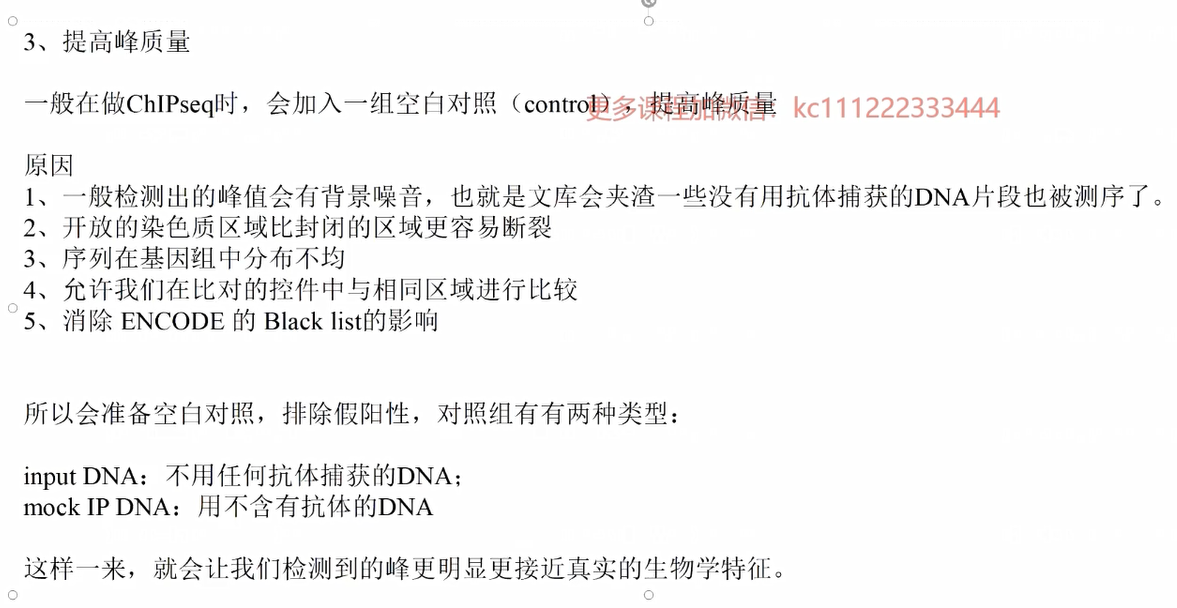 3、提高峰质量
一般在做ChIPseq时，会加入一组空白对照（control），提高峰质量
更多课程加微信：kc111222333444
原因
1、一般检测出的峰值会有背景噪音，也就是文库会夹渣一些没有用抗体捕获的DNA片段也被测序了。
2、开放的染色质区域比封闭的区域更容易断裂
3、序列在基因组中分布不均
4、允许我们在比对的控件中与相同区域进行比较
5、消除 ENCODE 的 Black list的影响
所以会准备空白对照，排除假阳性，对照组有有两种类型：
input DNA：不用任何抗体捕获的DNA；
mock IP DNA：用不含有抗体的DNA
这样一来，就会让我们检测到的峰更明显更接近真实的生物学特征。